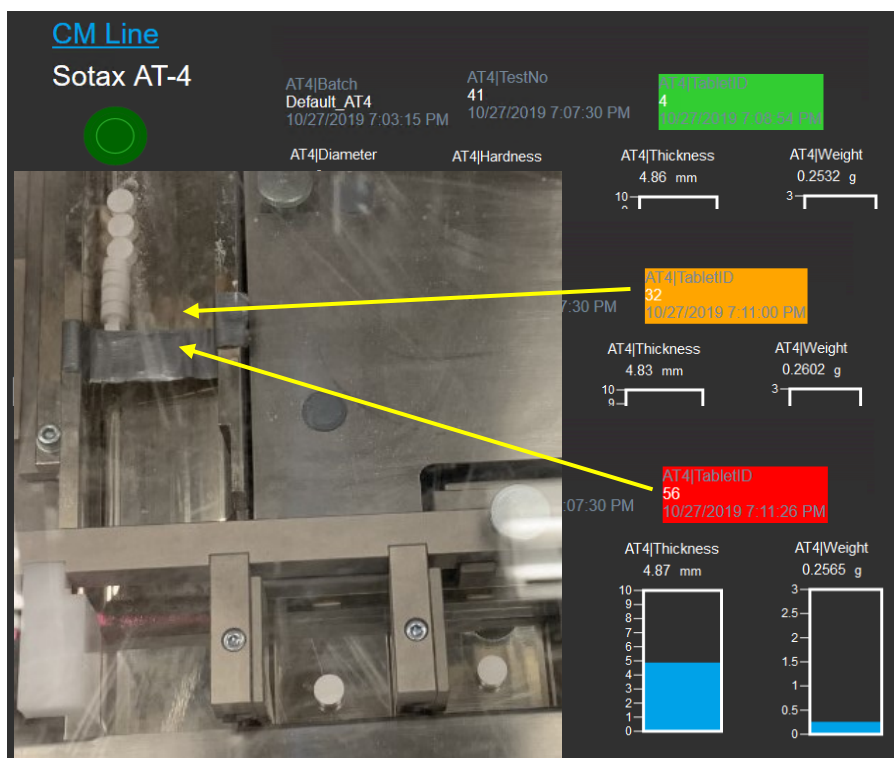 CM Line
Sotax AT-4
AT4|Batch
Default_AT4
10/27/2019 7:03:15 PM
AT4|TestNo
41
10/27/2019 7:07:30 PM
AT4|TabletID
4
10/27/2019 7:08:54 PM
AT4|Diameter
AT4|Hardness
AT4|Thickness
4.86 mm
10
AT4|Weight
0.2532 g
3
7:30 PM
AT4|TabletID
32
10/27/2019 7:11:00 PM
AT4|Thickness
4.83 mm
10
9
AT4|Weight
0.2602 g
3
:07:30 PM
AT4|TabletID
56
10/27/2019 7:11:26 PM
AT4|Thickness
4.87 mm
10
9
8
7
6
5
4
3
2
1
0
AT4|Weight
0.2565 g
3
2.5
2
1.5
1
0.5
0